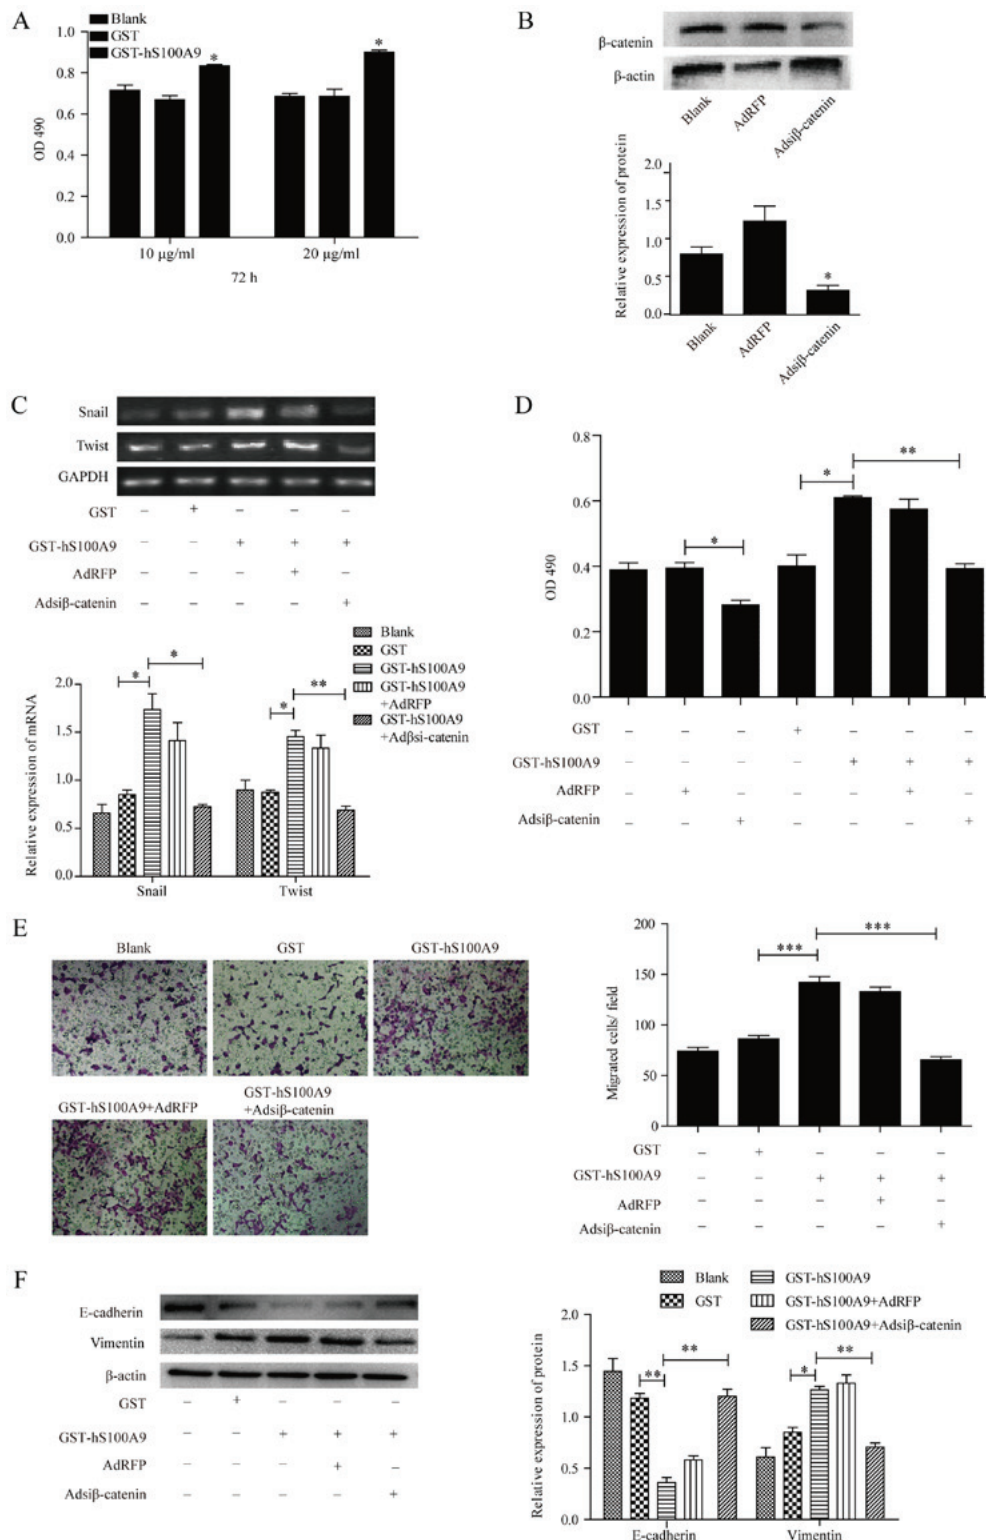 A
Blank
GST
GST-hS100A9
1.0
0.8
0.6
0.4
0.2
0.0
OD 490
*
*
10 μg/ml
20 μg/ml
72 h
B
β-catenin
β-actin
Blank
AdRFP
Adsiβ-catenin
Relative expression of protein
2.0
1.5
1.0
0.5
0.0
*
Blank
AdRFP
Adsiβ-catenin
C
Snail
Twist
GAPDH
GST – + – – –
GST-hS100A9 – – + + +
AdRFP – – – + –
Adsiβ-catenin – – – – +
Blank
GST
GST-hS100A9
GST-hS100A9
+AdRFP
GST-hS100A9
+Adβsi-catenin
Relative expression of mRNA
2.0
1.5
1.0
0.5
0.0
*
*
*
**
Snail
Twist
D
OD 490
0.8
0.6
0.4
0.2
0.0
*
*
**
GST – – – + – – –
GST-hS100A9 – – – – + + +
AdRFP – + – – – + –
Adsiβ-catenin – – + – – – +
E
Blank
GST
GST-hS100A9
GST-hS100A9+AdRFP
GST-hS100A9
+Adsiβ-catenin
Migrated cells/ field
200
150
100
50
0
***
***
GST – + – – –
GST-hS100A9 – – + + +
AdRFP – – – + –
Adsiβ-catenin – – – – +
F
E-cadherin
Vimentin
β-actin
GST – + – – –
GST-hS100A9 – – + + +
AdRFP – – – + –
Adsiβ-catenin – – – – +
Blank
GST
GST-hS100A9
GST-hS100A9+AdRFP
GST-hS100A9+Adsiβ-catenin
Relative expression of protein
1.5
1.0
0.5
0.0
**
**
*
**
E-cadherin
Vimentin